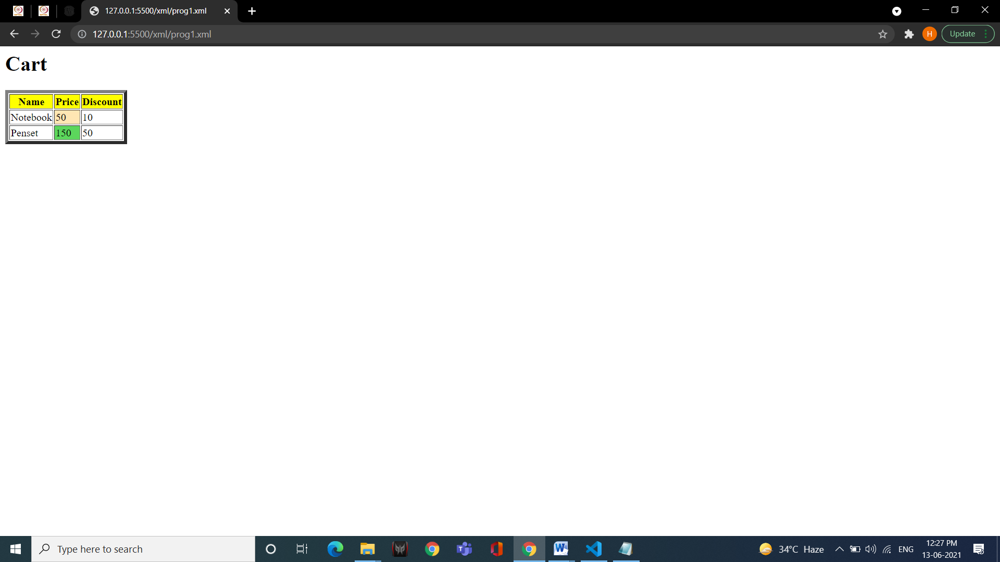 127.0.0.1:5500/xml/prog1.xml
127.0.0.1:5500/xml/prog1.xml
H
Update
Cart
Name Price Discount
Notebook 50 10
Penset 150 50
Type here to search
34°C Haze
ENG
12:27 PM
13-06-2021